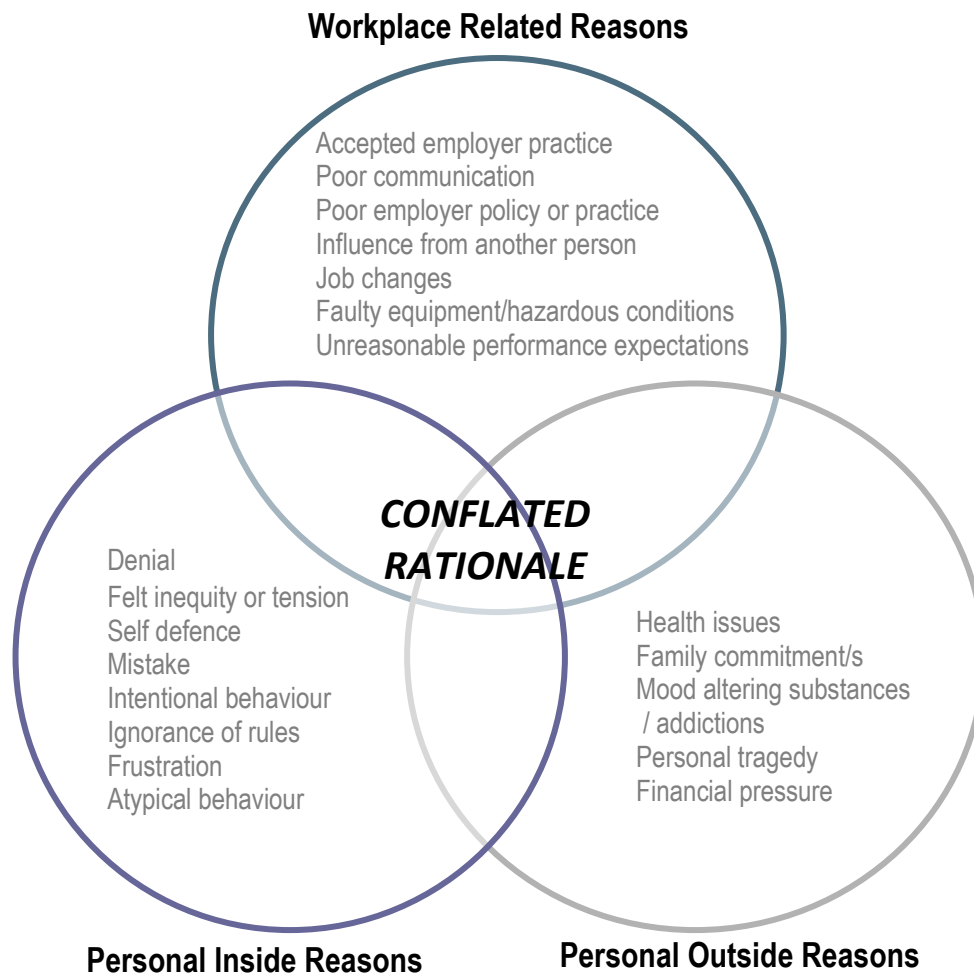 Workplace Related Reasons
Accepted employer practice
Poor communication
Poor employer policy or practice
Influence from another person
Job changes
Faulty equipment/hazardous conditions
Unreasonable performance expectations
CONFLATED
RATIONALE
Denial
Felt inequity or tension
Self defence
Mistake
Intentional behaviour
Ignorance of rules
Frustration
Atypical behaviour
Health issues
Family commitment/s
Mood altering substances
/ addictions
Personal tragedy
Financial pressure
Personal Inside Reasons
Personal Outside Reasons